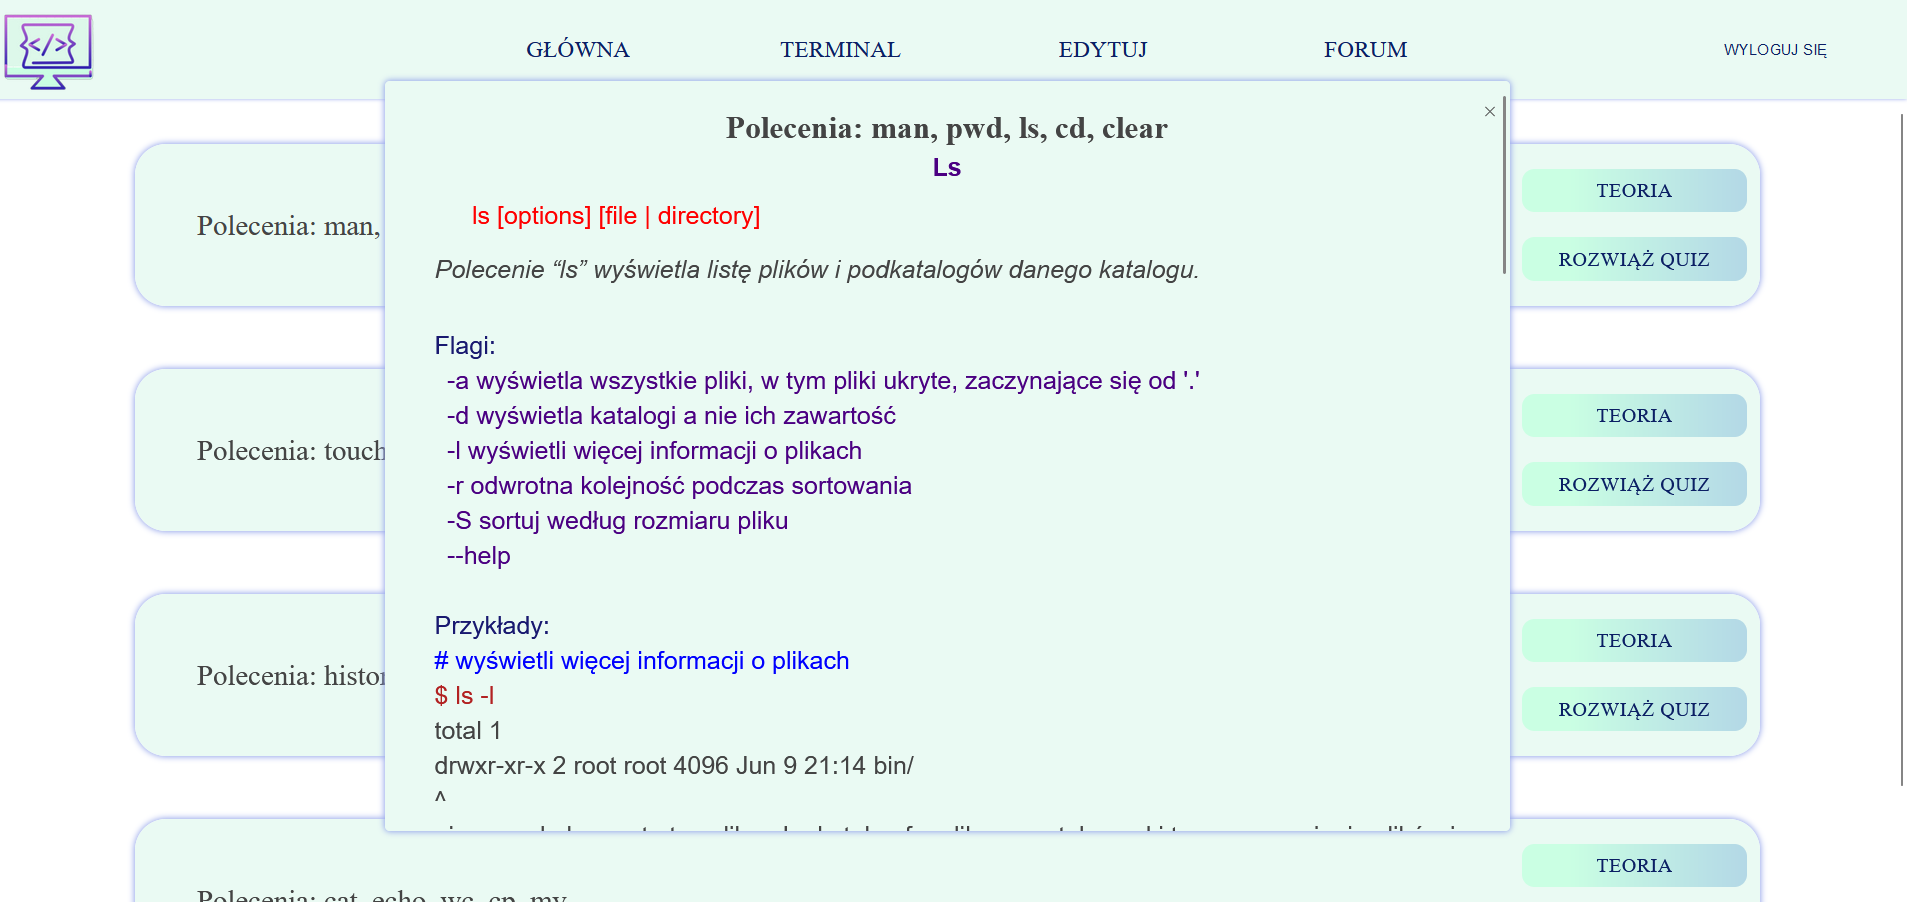 </>
GŁÓWNA
TERMINAL
EDYTUJ
FORUM
WYLOGUJ SIĘ
×
Polecenia: man, pwd, ls, cd, clear
Ls
ls [options] [file | directory]
Polecenie “ls” wyświetla listę plików i podkatalogów danego katalogu.
Flagi:
-a wyświetla wszystkie pliki, w tym pliki ukryte, zaczynające się od '.'
-d wyświetla katalogi a nie ich zawartość
-l wyświetli więcej informacji o plikach
-r odwrotna kolejność podczas sortowania
-S sortuj według rozmiaru pliku
--help
Przykłady:
# wyświetli więcej informacji o plikach
$ ls -l
total 1
drwxr-xr-x 2 root root 4096 Jun 9 21:14 bin/
^
Polecenia: man,
TEORIA
ROZWIĄŻ QUIZ
Polecenia: touch
TEORIA
ROZWIĄŻ QUIZ
Polecenia: histor
TEORIA
ROZWIĄŻ QUIZ
Polecenia: cat, echo, wc, cp, mv
TEORIA